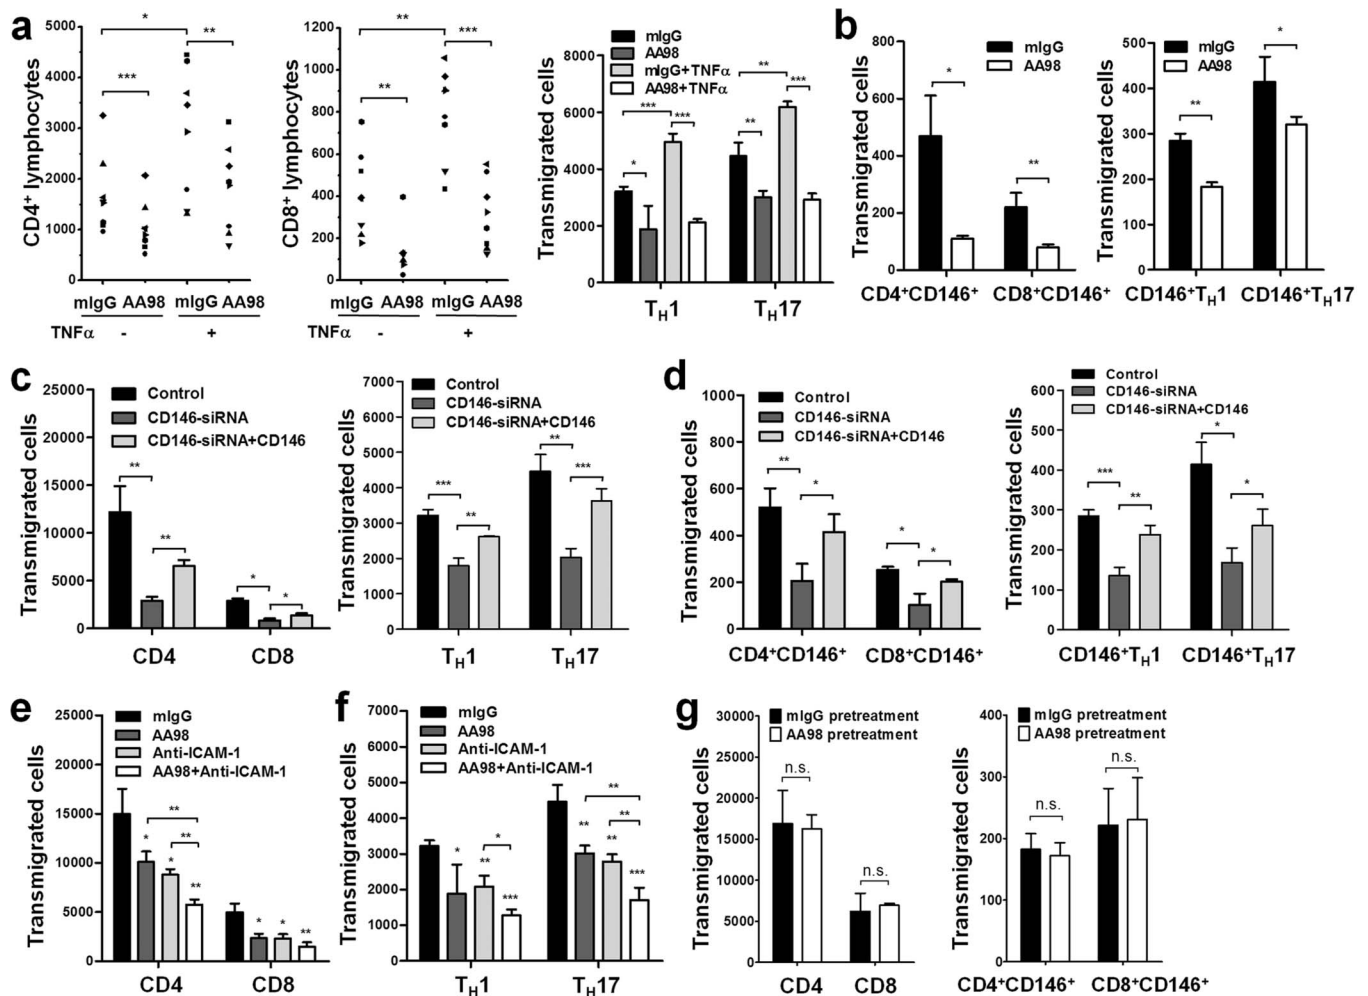 a
CD4⁺ lymphocytes
5000
4000
3000
2000
1000
0
*
**
***
mIgG AA98 mIgG AA98
TNFα - +
CD8⁺ lymphocytes
1200
1000
800
600
400
200
0
**
***
**
mIgG AA98 mIgG AA98
TNFα - +
Transmigrated cells
8000
6000
4000
2000
0
mIgG
AA98
mIgG+TNFα
AA98+TNFα
***
***
*
**
***
**
TH1 TH17
b
Transmigrated cells
800
600
400
200
0
mIgG
AA98
*
**
CD4⁺CD146⁺ CD8⁺CD146⁺
Transmigrated cells
500
400
300
200
100
0
mIgG
AA98
**
*
CD146⁺TH1 CD146⁺TH17
c
Transmigrated cells
25000
20000
15000
10000
5000
0
Control
CD146-siRNA
CD146-siRNA+CD146
**
**
*
*
CD4 CD8
Transmigrated cells
7000
6000
5000
4000
3000
2000
1000
0
Control
CD146-siRNA
CD146-siRNA+CD146
***
**
**
***
TH1 TH17
d
Transmigrated cells
1000
800
600
400
200
0
Control
CD146-siRNA
CD146-siRNA+CD146
**
*
*
*
CD4⁺CD146⁺ CD8⁺CD146⁺
Transmigrated cells
600
500
400
300
200
100
0
Control
CD146-siRNA
CD146-siRNA+CD146
***
**
*
*
CD146⁺TH1 CD146⁺TH17
e
Transmigrated cells
25000
20000
15000
10000
5000
0
mIgG
AA98
Anti-ICAM-1
AA98+Anti-ICAM-1
**
**
*
*
**
*
*
**
CD4 CD8
f
Transmigrated cells
7000
6000
5000
4000
3000
2000
1000
0
mIgG
AA98
Anti-ICAM-1
AA98+Anti-ICAM-1
*
*
**
***
**
**
**
**
***
TH1 TH17
g
Transmigrated cells
30000
25000
20000
15000
10000
5000
0
mIgG pretreatment
AA98 pretreatment
n.s.
n.s.
CD4 CD8
Transmigrated cells
400
300
200
100
0
mIgG pretreatment
AA98 pretreatment
n.s.
n.s.
CD4⁺CD146⁺ CD8⁺CD146⁺